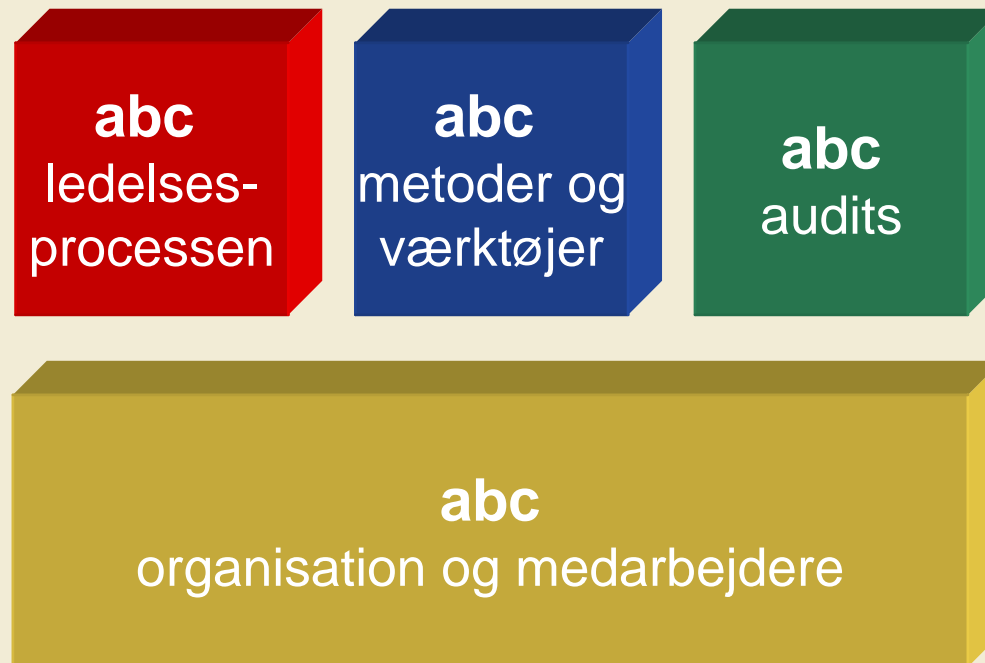 abc
ledelses-
processen
abc
metoder og
værktøjer
abc
audits
abc
organisation og medarbejdere